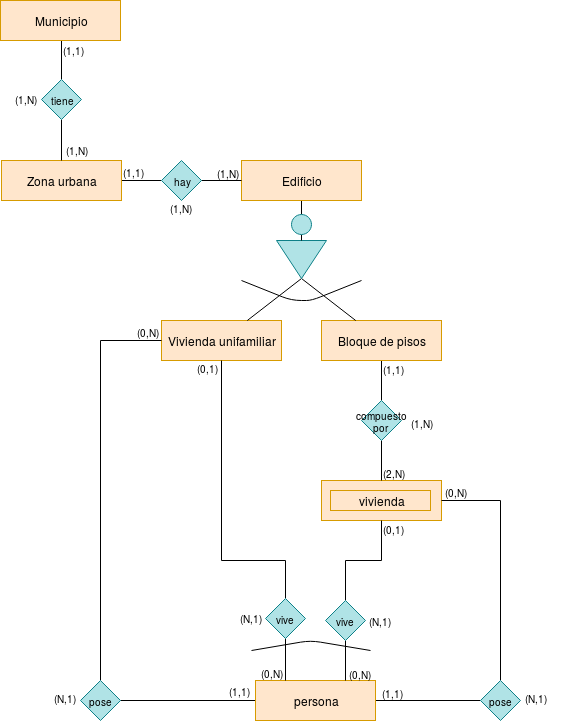 Municipio
(1,1)
(1,N)
tiene
(1,N)
Zona urbana
(1,1)
hay
(1,N)
(1,N)
Edificio
(0,N)
Vivienda unifamiliar
Bloque de pisos
(0,1)
(1,1)
compuesto
por
(1,N)
(2,N)
vivienda
(0,N)
(0,1)
(N,1)
vive
vive
(N,1)
(0,N)
(0,N)
(N,1)
pose
(1,1)
persona
(1,1)
pose
(N,1)